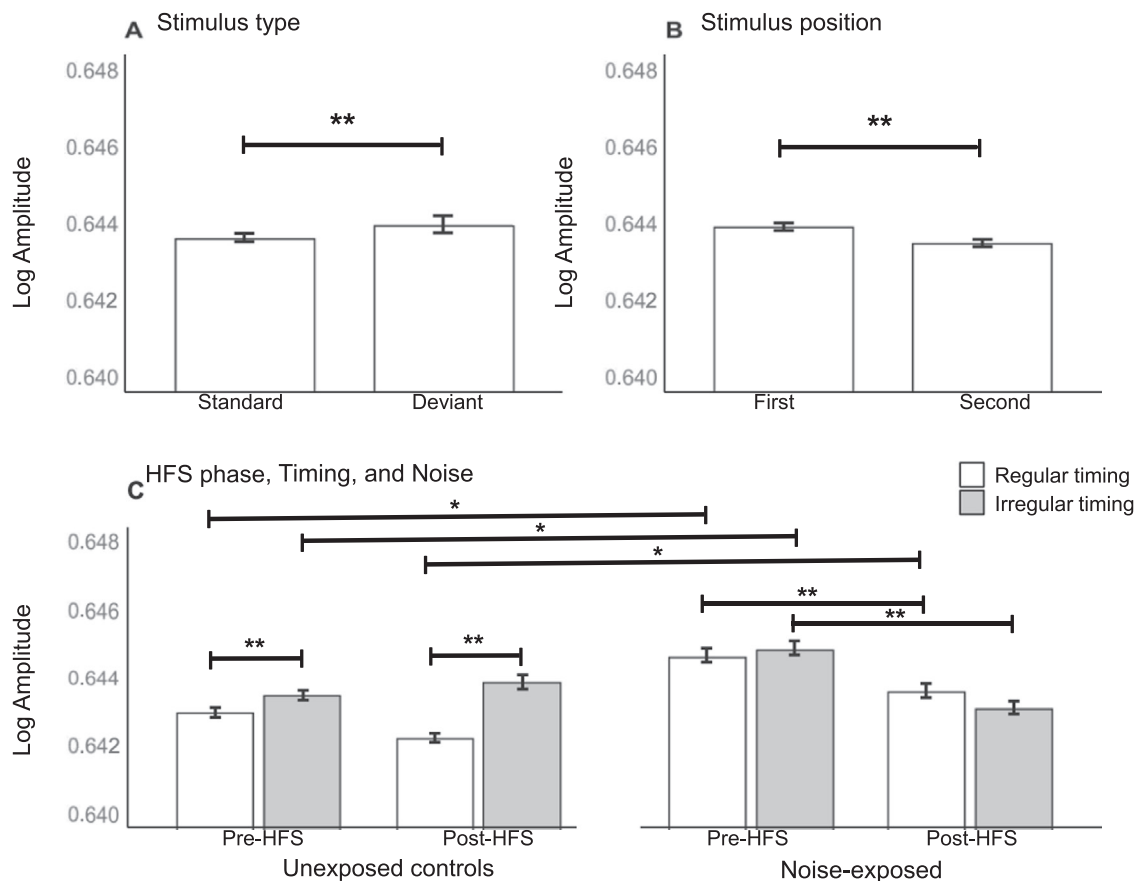 A Stimulus type
0.648
0.646
0.644
0.642
0.640
Log Amplitude
**
Standard Deviant
B Stimulus position
0.648
0.646
0.644
0.642
0.640
Log Amplitude
**
First Second
C HFS phase, Timing, and Noise
Regular timing
Irregular timing
0.648
0.646
0.644
0.642
0.640
Log Amplitude
*
*
*
**
**
**
**
Pre-HFS Post-HFS Pre-HFS Post-HFS
Unexposed controls Noise-exposed